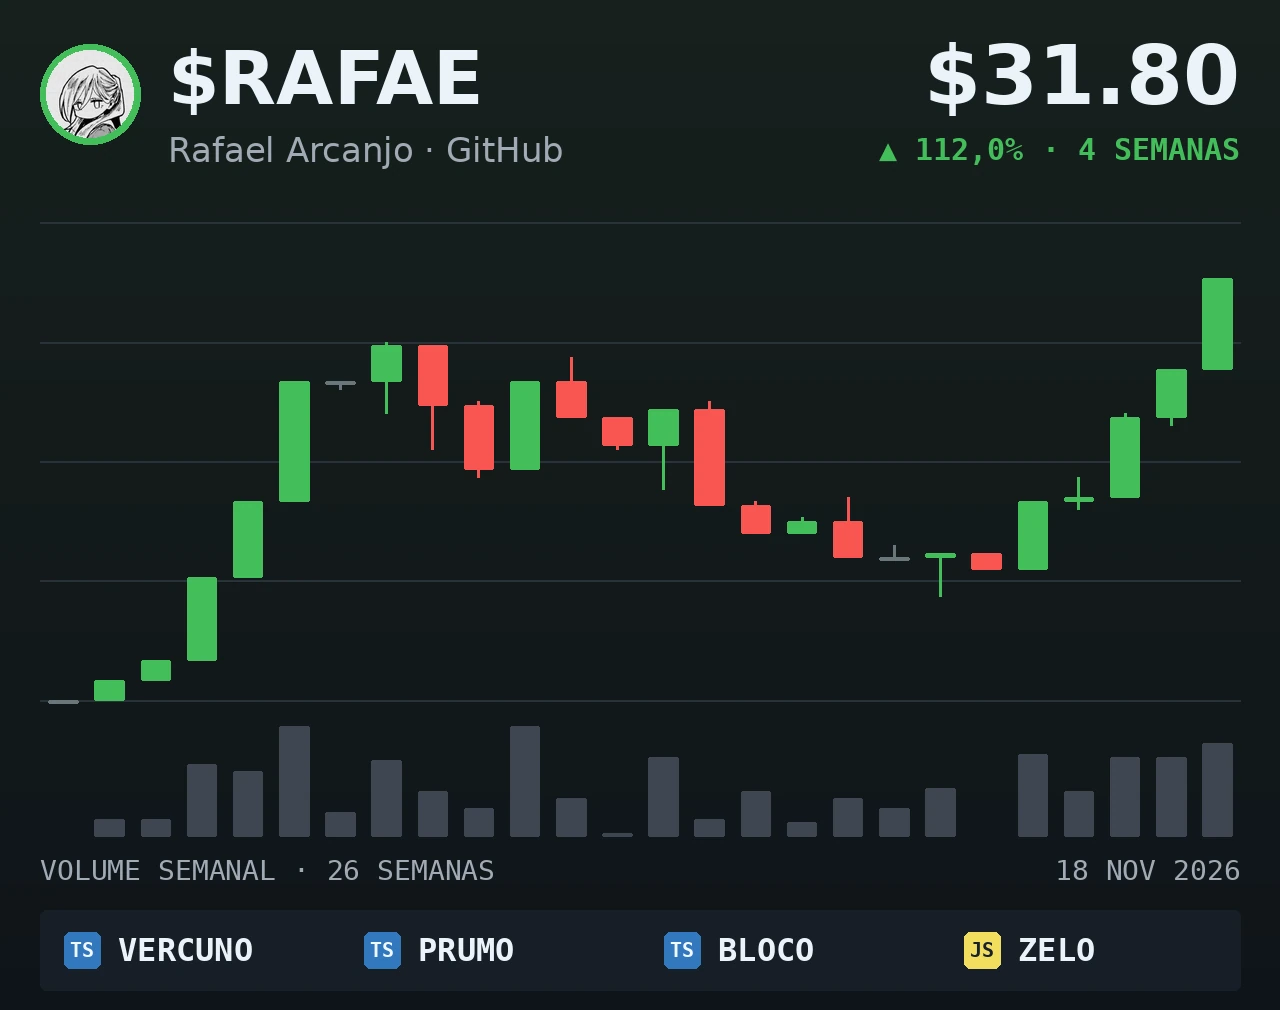 $RAFAE
$31.80
Rafael Arcanjo · GitHub
▲ 112,0% · 4 SEMANAS
VOLUME SEMANAL · 26 SEMANAS
18 NOV 2026
TS VERCUNO
TS PRUMO
TS BLOCO
JS ZELO